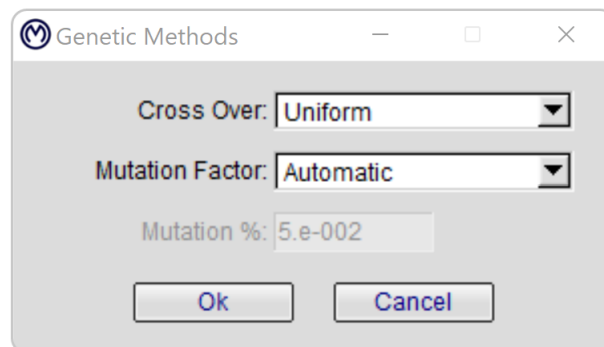 Genetic Methods
Cross Over: Uniform
Mutation Factor: Automatic
Mutation %: 5.e-002
Ok Cancel